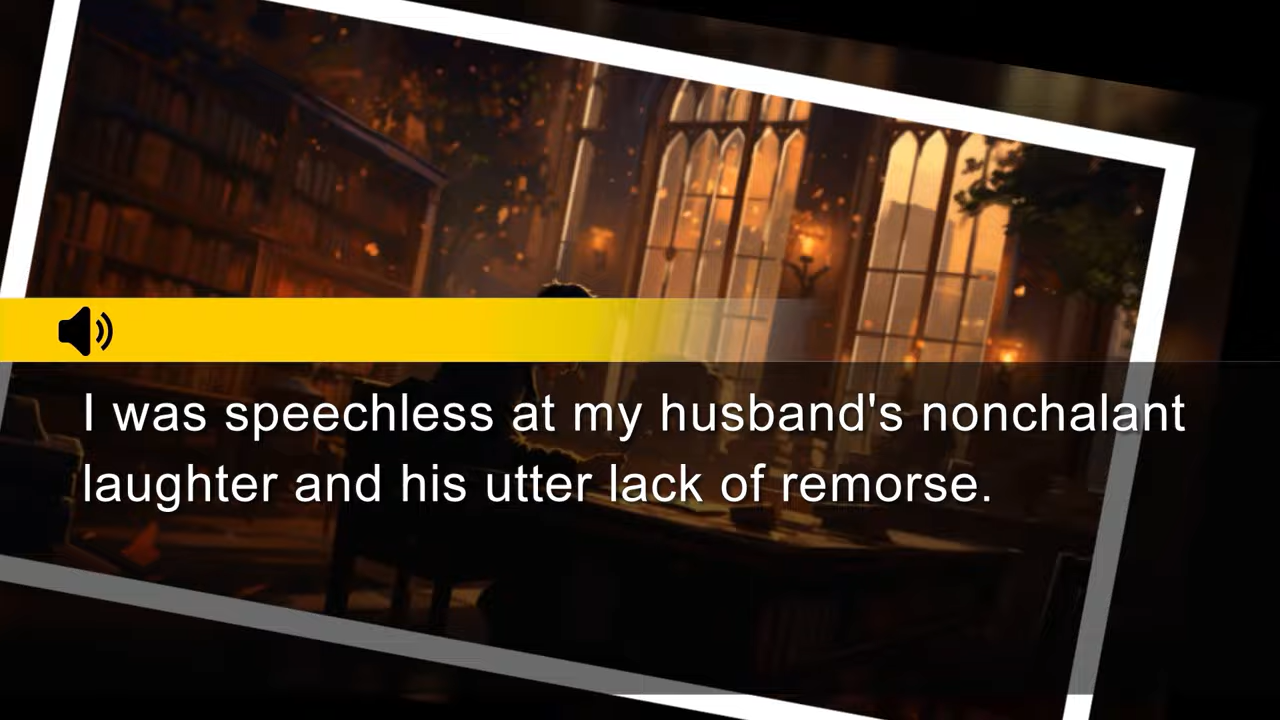 I was speechless at my husband's nonchalant
laughter and his utter lack of remorse.